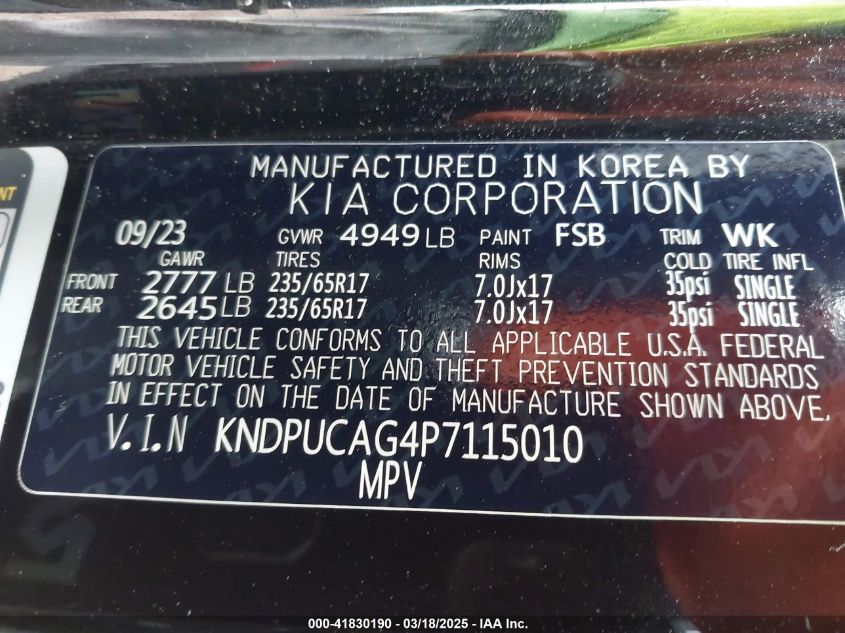 NT
MANUFACTURED IN KOREA BY
KIA CORPORATION
09/23 GVWR 4949 LB PAINT FSB TRIM WK
GAWR TIRES RIMS COLD TIRE INFL
FRONT 2777 LB 235/65R17 7.0Jx17 35psi SINGLE
REAR 2645 LB 235/65R17 7.0Jx17 35psi SINGLE
THIS VEHICLE CONFORMS TO ALL APPLICABLE U.S.A. FEDERAL
MOTOR VEHICLE SAFETY AND THEFT PREVENTION STANDARDS
IN EFFECT ON THE DATE OF MANUFACTURE SHOWN ABOVE.
V.I.N KNDPUCAG4P7115010
MPV
000-41830190 - 03/18/2025 - IAA Inc.